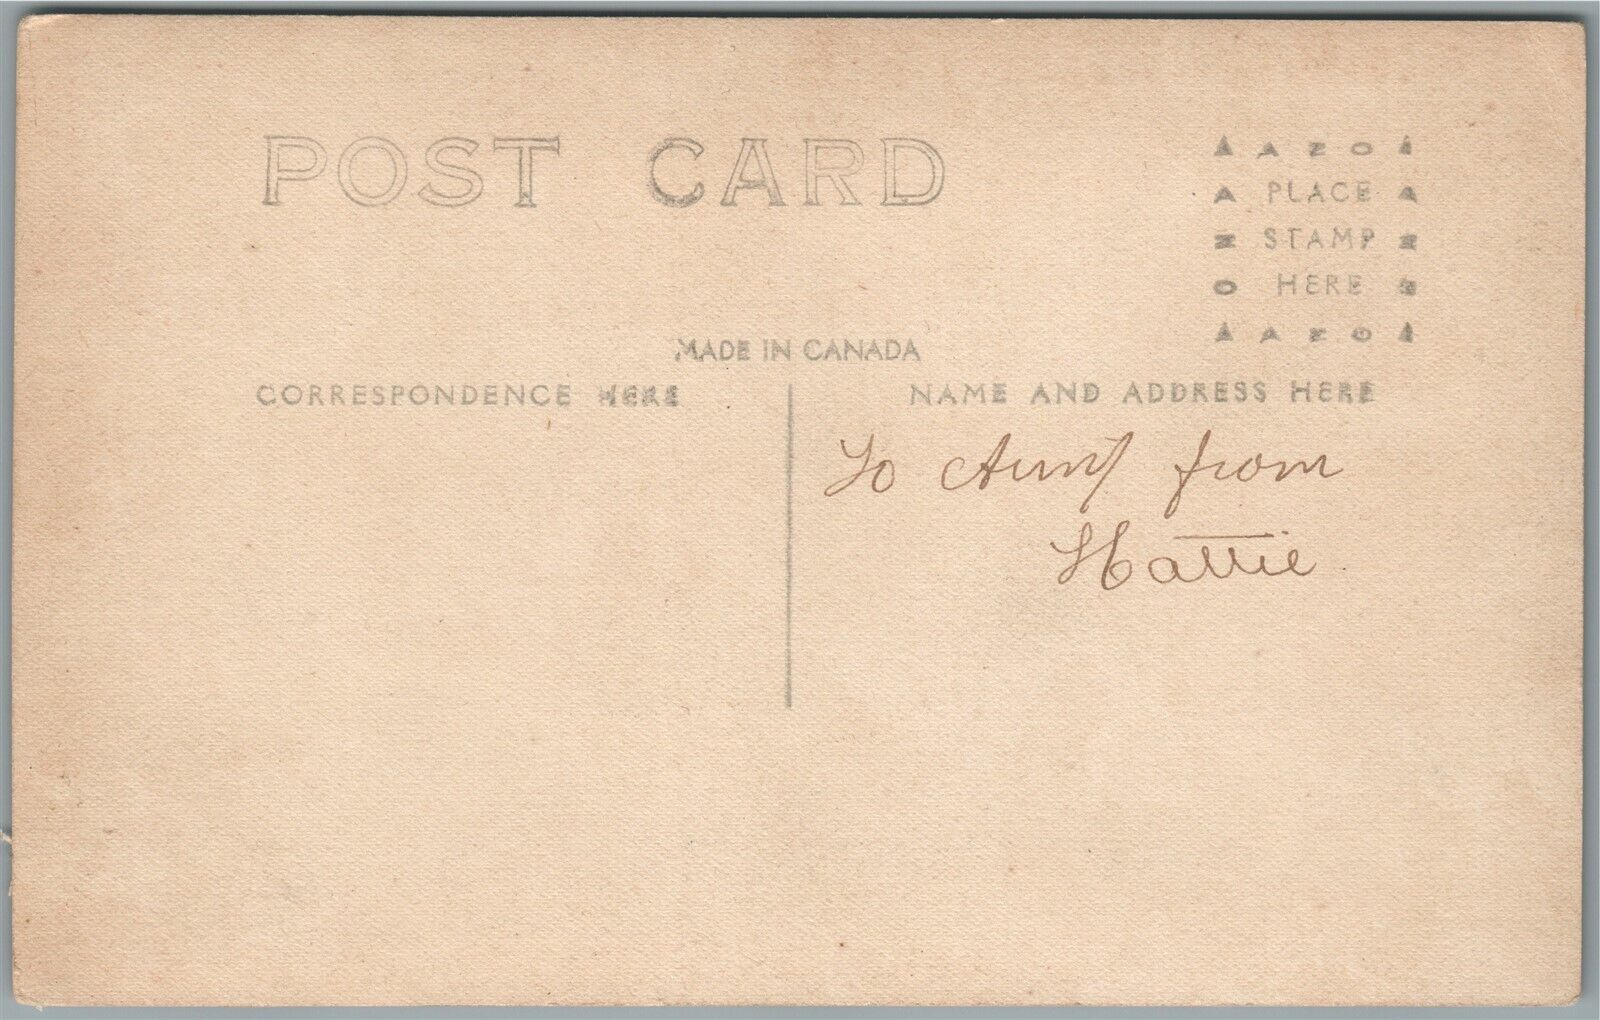 POST CARD
AZO
A PLACE A
Z STAMP Z
O HERE O
AZO
MADE IN CANADA
CORRESPONDENCE HERE
NAME AND ADDRESS HERE
To Aunt from
Hattie